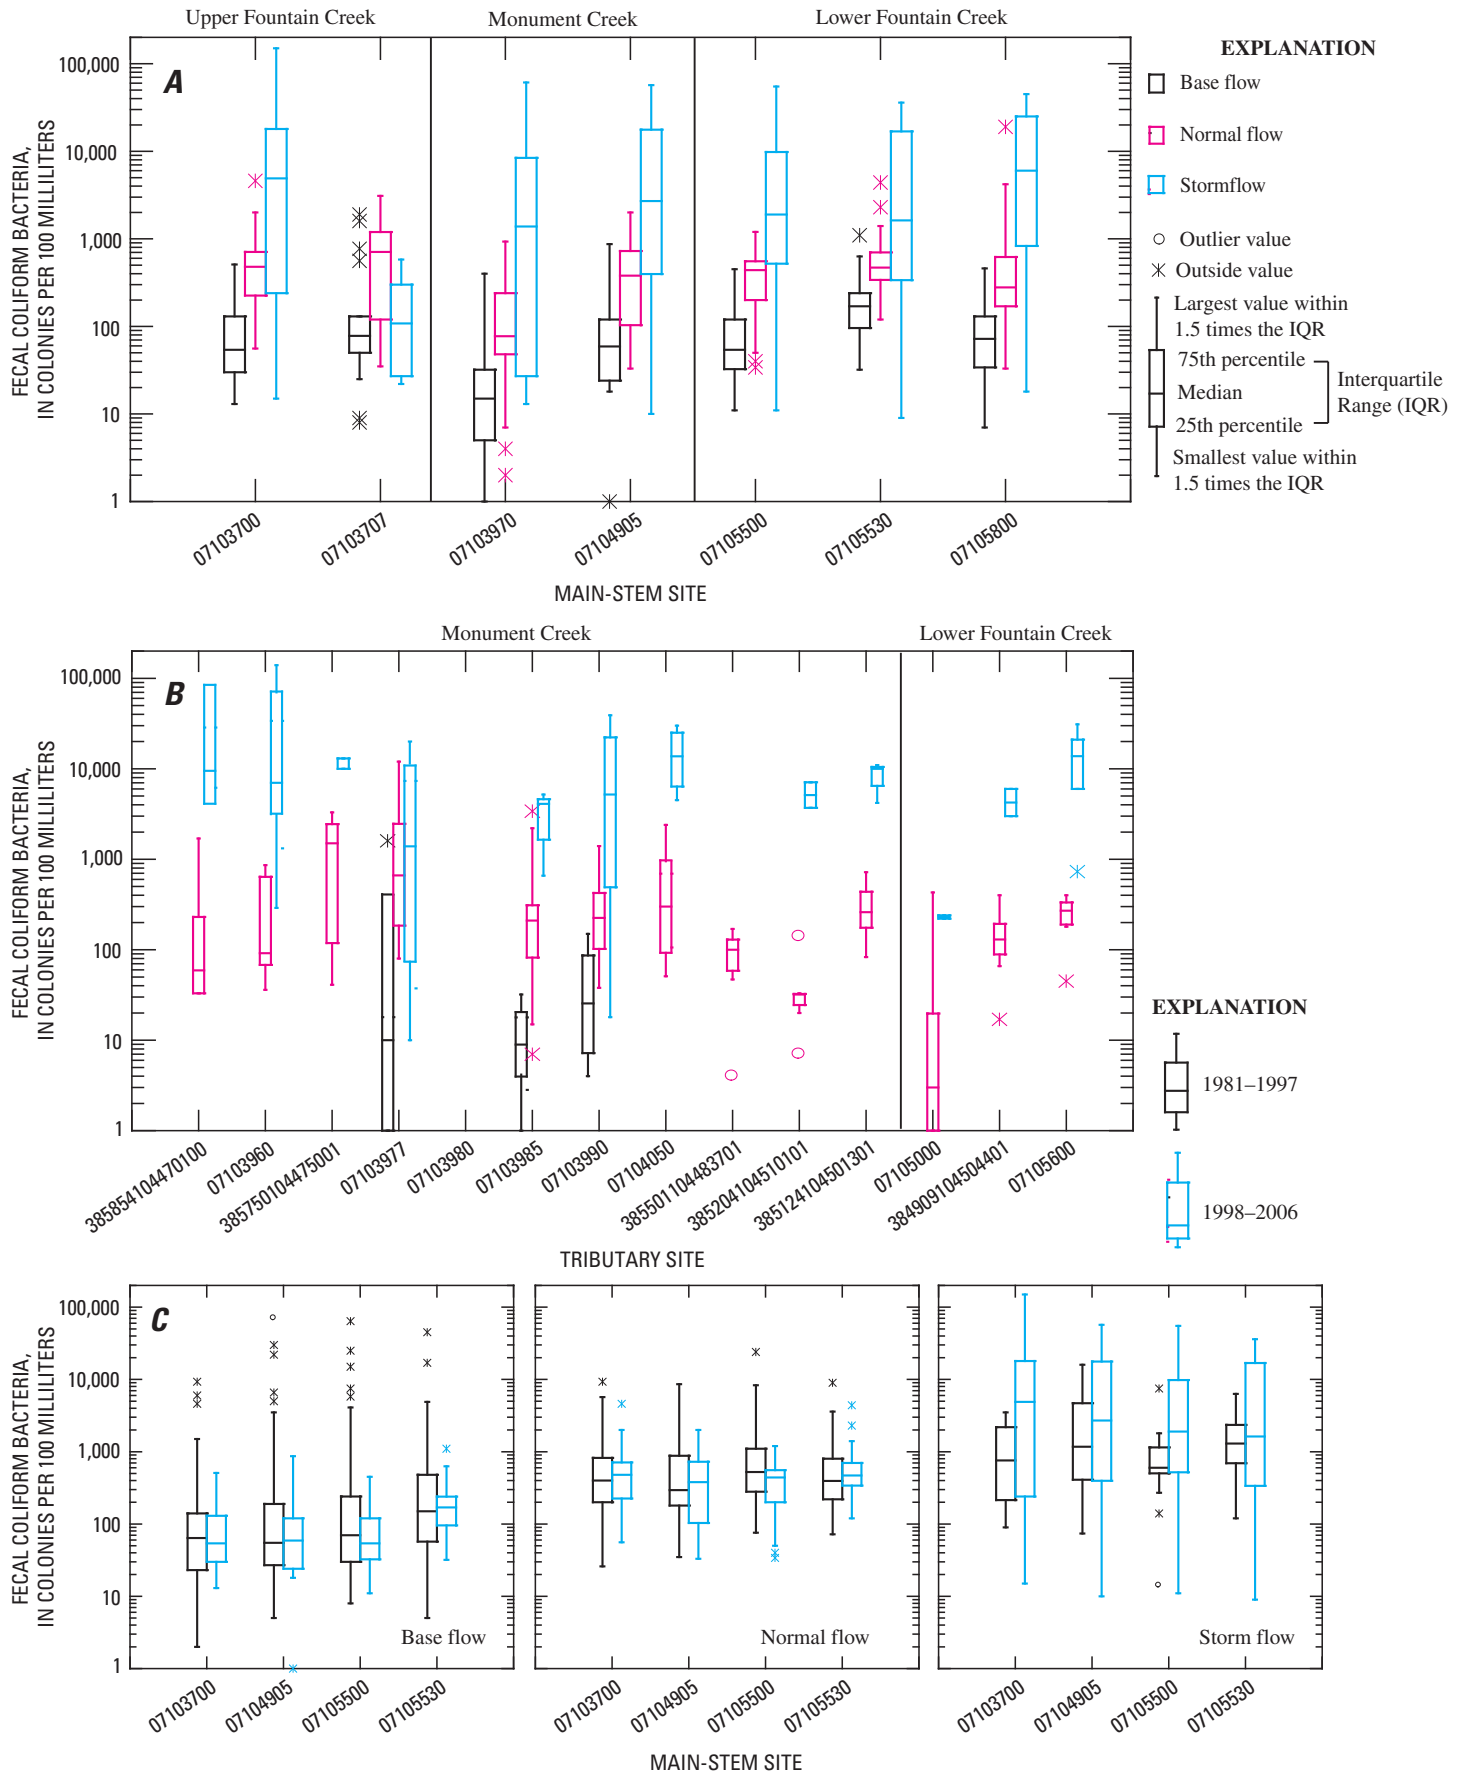 Upper Fountain Creek
Monument Creek
Lower Fountain Creek
A
FECAL COLIFORM BACTERIA,
IN COLONIES PER 100 MILLILITERS
100,000
10,000
1,000
100
10
1
07103700
07103707
07103970
07104905
07105500
07105530
07105800
MAIN-STEM SITE
EXPLANATION
Base flow
Normal flow
Stormflow
Outlier value
Outside value
Largest value within
1.5 times the IQR
75th percentile
Median
25th percentile
Interquartile
Range (IQR)
Smallest value within
1.5 times the IQR
Monument Creek
Lower Fountain Creek
B
FECAL COLIFORM BACTERIA,
IN COLONIES PER 100 MILLILITERS
100,000
10,000
1,000
100
10
1
385854104470100
07103960
385750104475001
07103977
07103980
07103985
07103990
07104050
385501104483701
385204104510101
385124104501301
07105000
384909104504401
07105600
TRIBUTARY SITE
EXPLANATION
1981–1997
1998–2006
C
FECAL COLIFORM BACTERIA,
IN COLONIES PER 100 MILLILITERS
100,000
10,000
1,000
100
10
1
Base flow
Normal flow
Storm flow
07103700
07104905
07105500
07105530
07103700
07104905
07105500
07105530
07103700
07104905
07105500
07105530
MAIN-STEM SITE